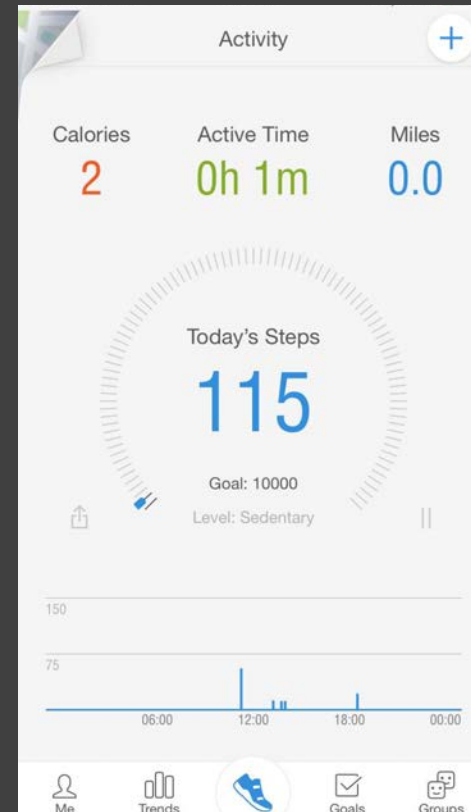 Activity
Calories Active Time Miles
2 0h 1m 0.0
Today's Steps
115
Goal: 10000
Level: Sedentary
150
75
06:00 12:00 18:00 00:00
Me Trends Goals Groups